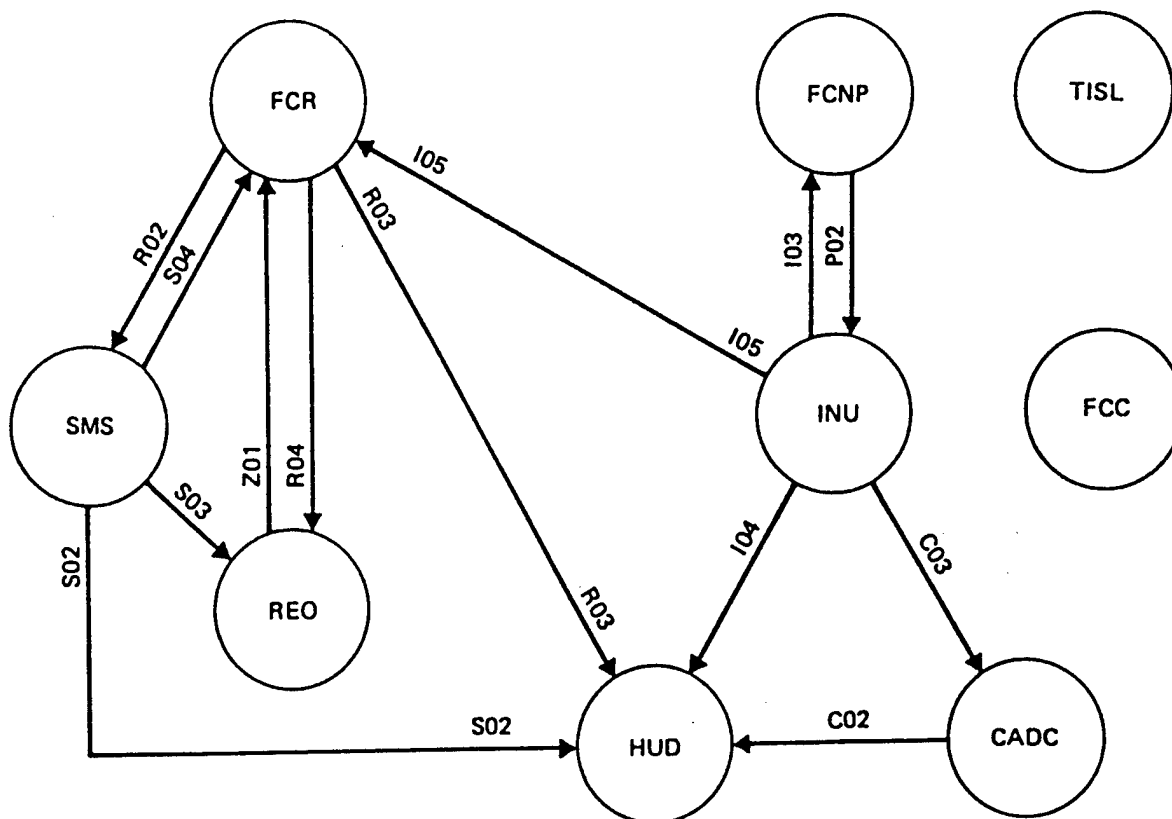 FCR
FCNP
TISL
I05
R03
R02
S04
I03
P02
I05
SMS
INU
FCC
Z01
R04
S03
S02
I04
C03
REO
R03
S02
HUD
C02
CADC